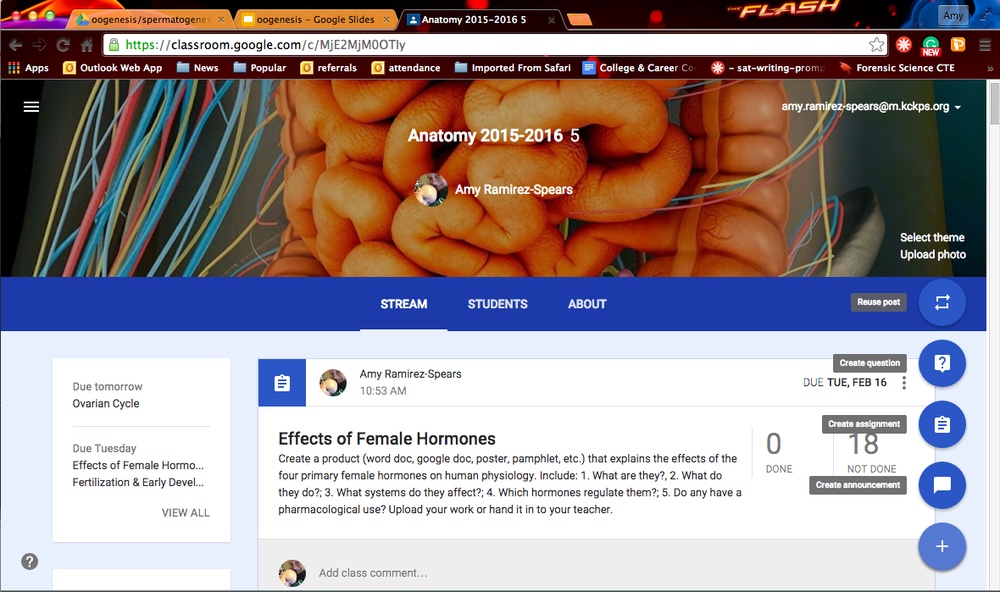 THE FLASH
oogenesis/spermatogenes
oogenesis – Google Slides
Anatomy 2015–2016 5
Amy
https://classroom.google.com/c/MjE2MjM0OTIy
NEW
Apps
Outlook Web App
News
Popular
referrals
attendance
Imported From Safari
College & Career Co
– sat-writing-promp
Forensic Science CTE
»
amy.ramirez-spears@m.kckps.org
Anatomy 2015-2016 5
Amy Ramirez-Spears
Select theme
Upload photo
STREAM
STUDENTS
ABOUT
Reuse post
Create question
Create assignment
Create announcement
Due tomorrow
Ovarian Cycle
Due Tuesday
Effects of Female Hormo...
Fertilization & Early Devel...
VIEW ALL
Amy Ramirez-Spears
10:53 AM
DUE TUE, FEB 16
Effects of Female Hormones
Create a product (word doc, google doc, poster, pamphlet, etc.) that explains the effects of the
four primary female hormones on human physiology. Include: 1. What are they?, 2. What do
they do?; 3. What systems do they affect?; 4. Which hormones regulate them?; 5. Do any have a
pharmacological use? Upload your work or hand it in to your teacher.
0
DONE
18
NOT DONE
Add class comment…